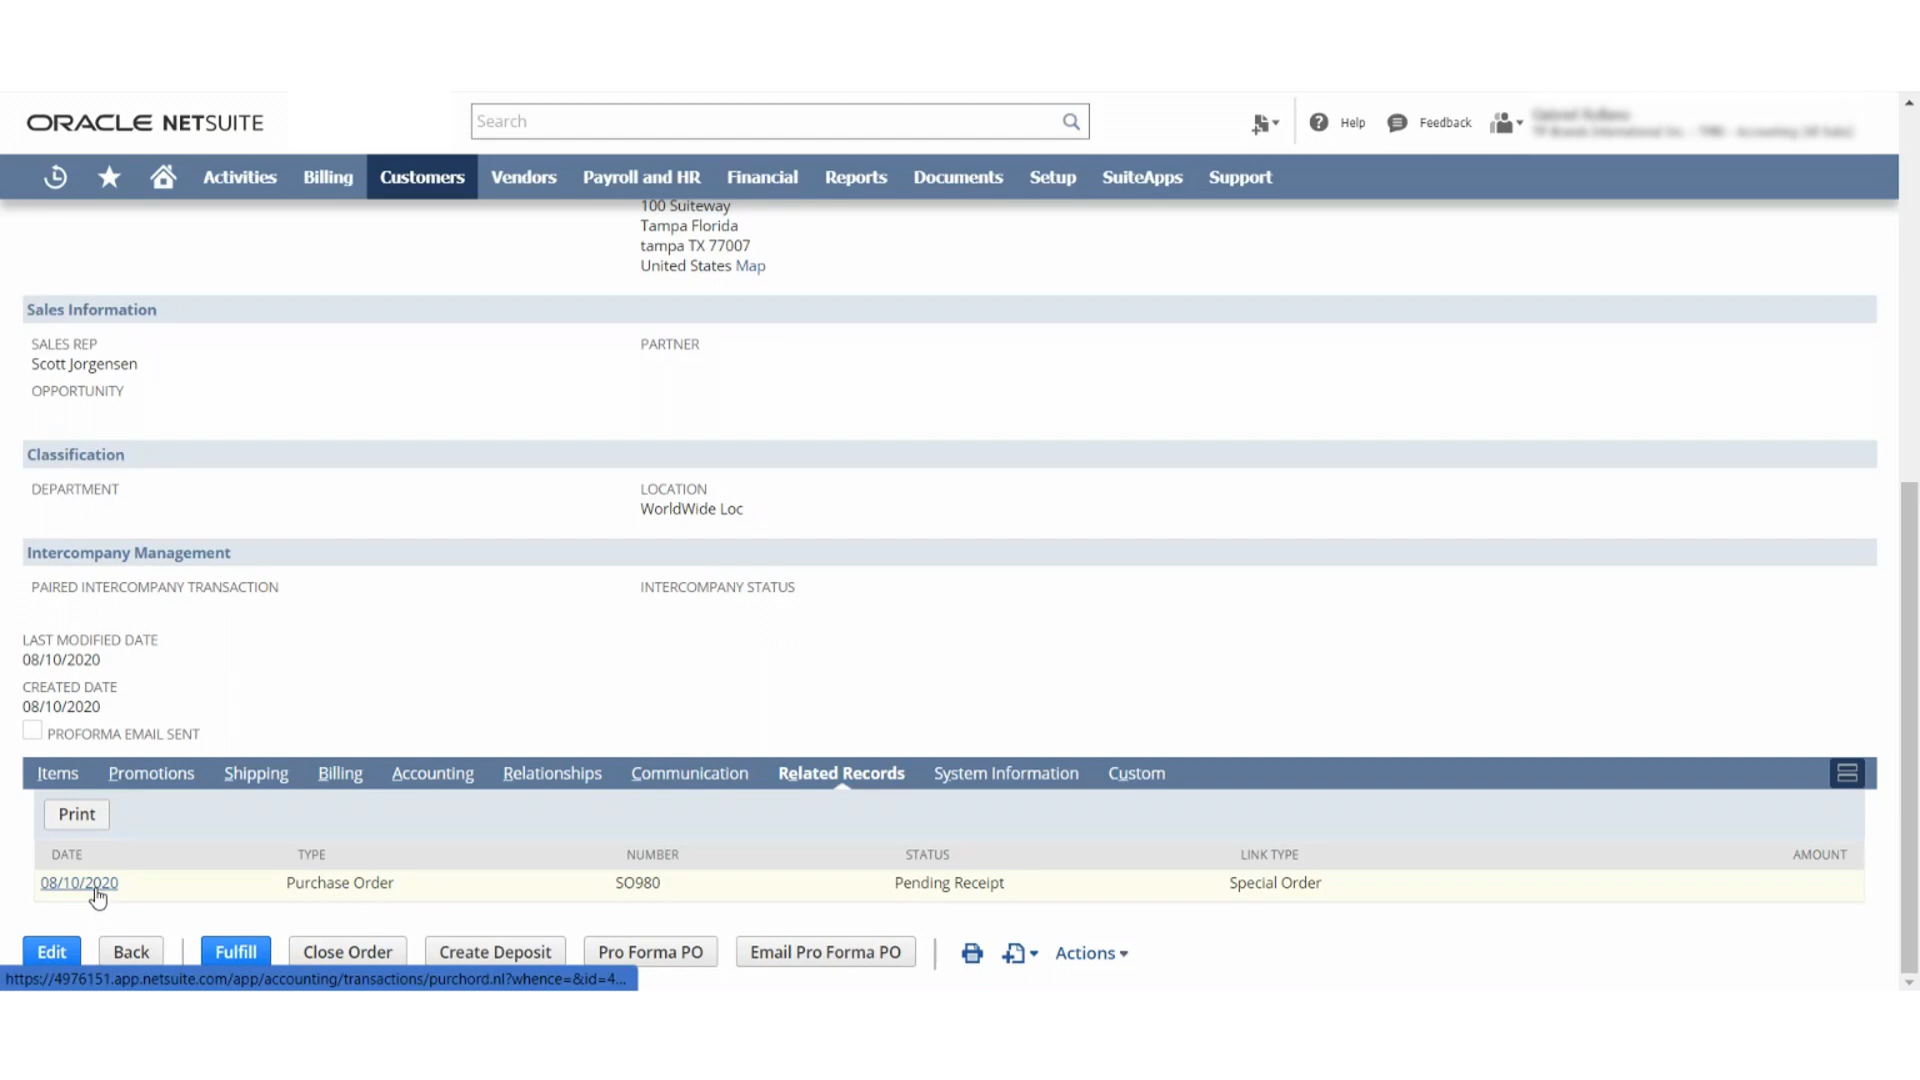 ORACLE NETSUITE
Search
Help
Feedback
Activities Billing Customers Vendors Payroll and HR Financial Reports Documents Setup SuiteApps Support
100 Suiteway
Tampa Florida
tampa TX 77007
United States Map
Sales Information
SALES REP PARTNER
Scott Jorgensen
OPPORTUNITY
Classification
DEPARTMENT LOCATION
WorldWide Loc
Intercompany Management
PAIRED INTERCOMPANY TRANSACTION INTERCOMPANY STATUS
LAST MODIFIED DATE
08/10/2020
CREATED DATE
08/10/2020
PROFORMA EMAIL SENT
Items Promotions Shipping Billing Accounting Relationships Communication Related Records System Information Custom
Print
DATE TYPE NUMBER STATUS LINK TYPE AMOUNT
08/10/2020 Purchase Order SO980 Pending Receipt Special Order
Edit Back Fulfill Close Order Create Deposit Pro Forma PO Email Pro Forma PO Actions
https://4976151.app.netsuite.com/app/accounting/transactions/purchord.nl?whence=&id=4...